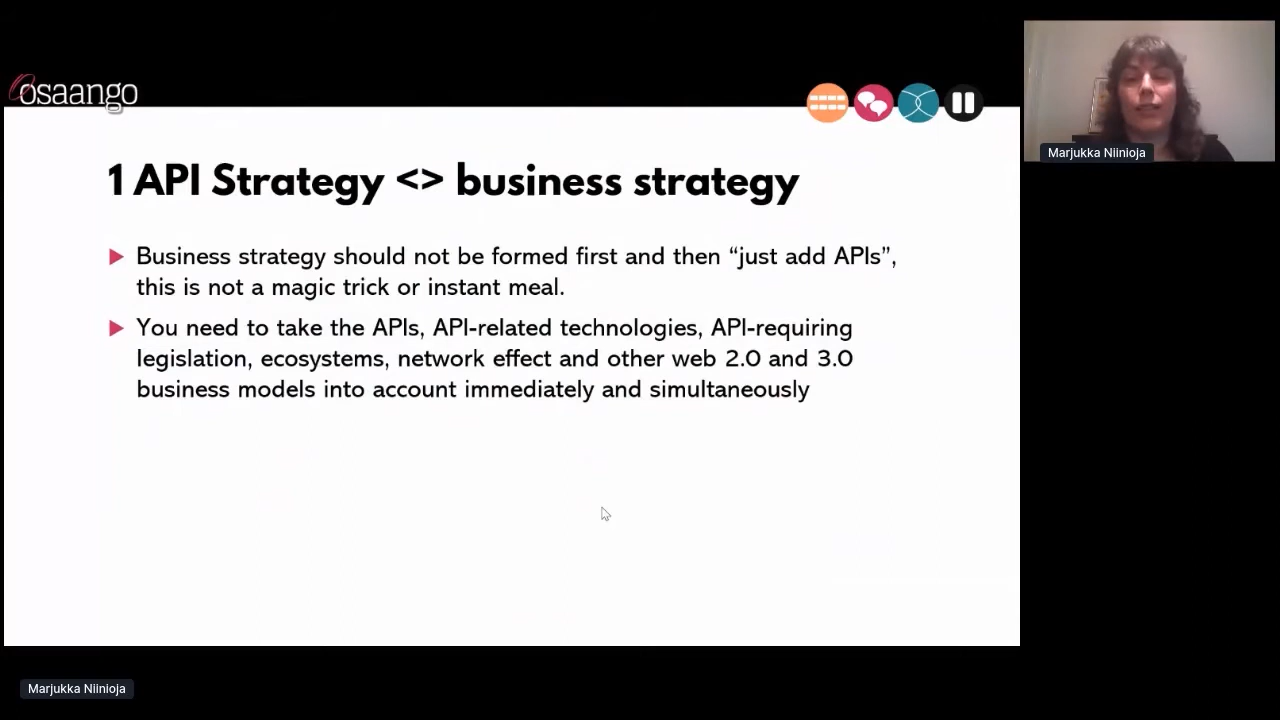 osaango
Marjukka Niinioja
1 API Strategy <> business strategy
Business strategy should not be formed first and then “just add APIs”,
this is not a magic trick or instant meal.
You need to take the APIs, API-related technologies, API-requiring
legislation, ecosystems, network effect and other web 2.0 and 3.0
business models into account immediately and simultaneously
Marjukka Niinioja